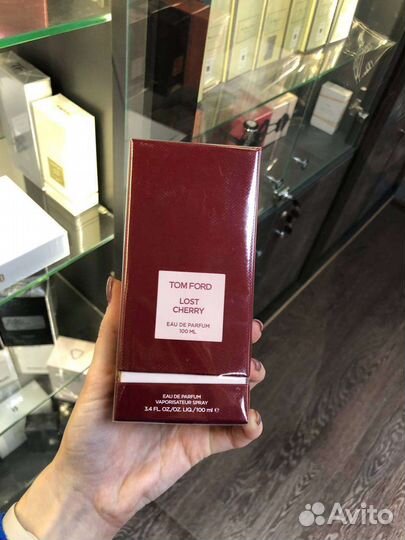 TOM FORD
LOST
CHERRY
EAU DE PARFUM
100 ML
EAU DE PARFUM
VAPORISATEUR SPRAY
3.4 FL. OZ./OZ. LIQ./100 ml e
Avito